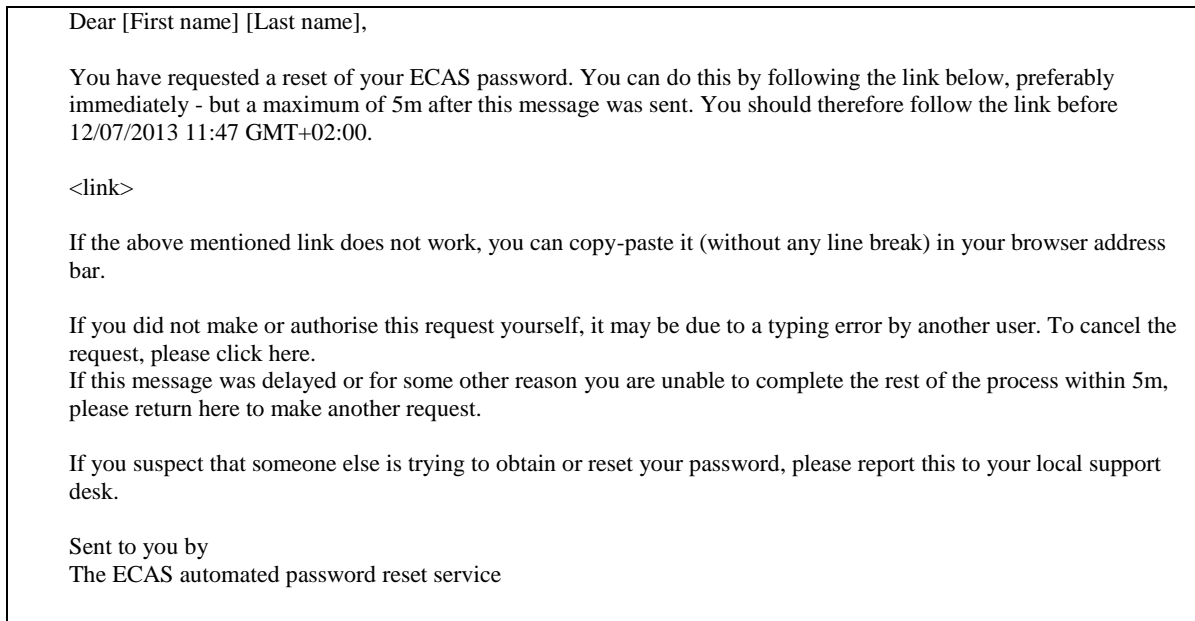 Dear [First name] [Last name],
You have requested a reset of your ECAS password. You can do this by following the link below, preferably
immediately - but a maximum of 5m after this message was sent. You should therefore follow the link before
12/07/2013 11:47 GMT+02:00.
<link>
If the above mentioned link does not work, you can copy-paste it (without any line break) in your browser address
bar.
If you did not make or authorise this request yourself, it may be due to a typing error by another user. To cancel the
request, please click here.
If this message was delayed or for some other reason you are unable to complete the rest of the process within 5m,
please return here to make another request.
If you suspect that someone else is trying to obtain or reset your password, please report this to your local support
desk.
Sent to you by
The ECAS automated password reset service